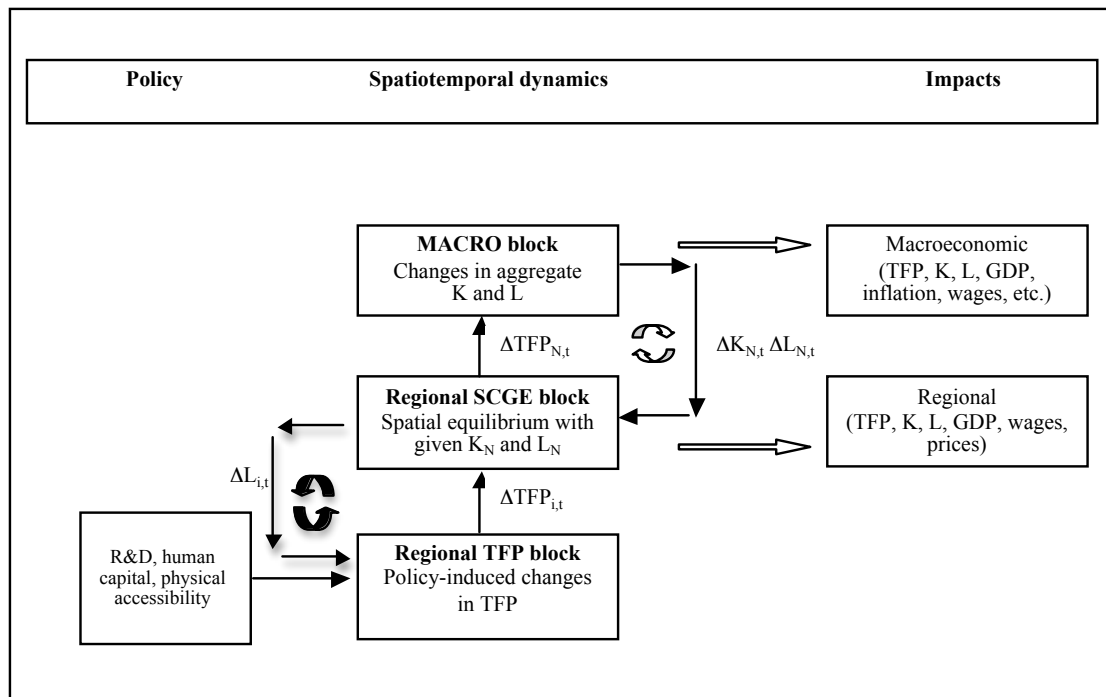 Policy
Spatiotemporal dynamics
Impacts
MACRO block
Changes in aggregate
K and L
Macroeconomic
(TFP, K, L, GDP,
inflation, wages, etc.)
ΔTFP_N,t
ΔK_N,t ΔL_N,t
Regional SCGE block
Spatial equilibrium with
given K_N and L_N
Regional
(TFP, K, L, GDP, wages,
prices)
ΔL_i,t
ΔTFP_i,t
R&D, human
capital, physical
accessibility
Regional TFP block
Policy-induced changes
in TFP